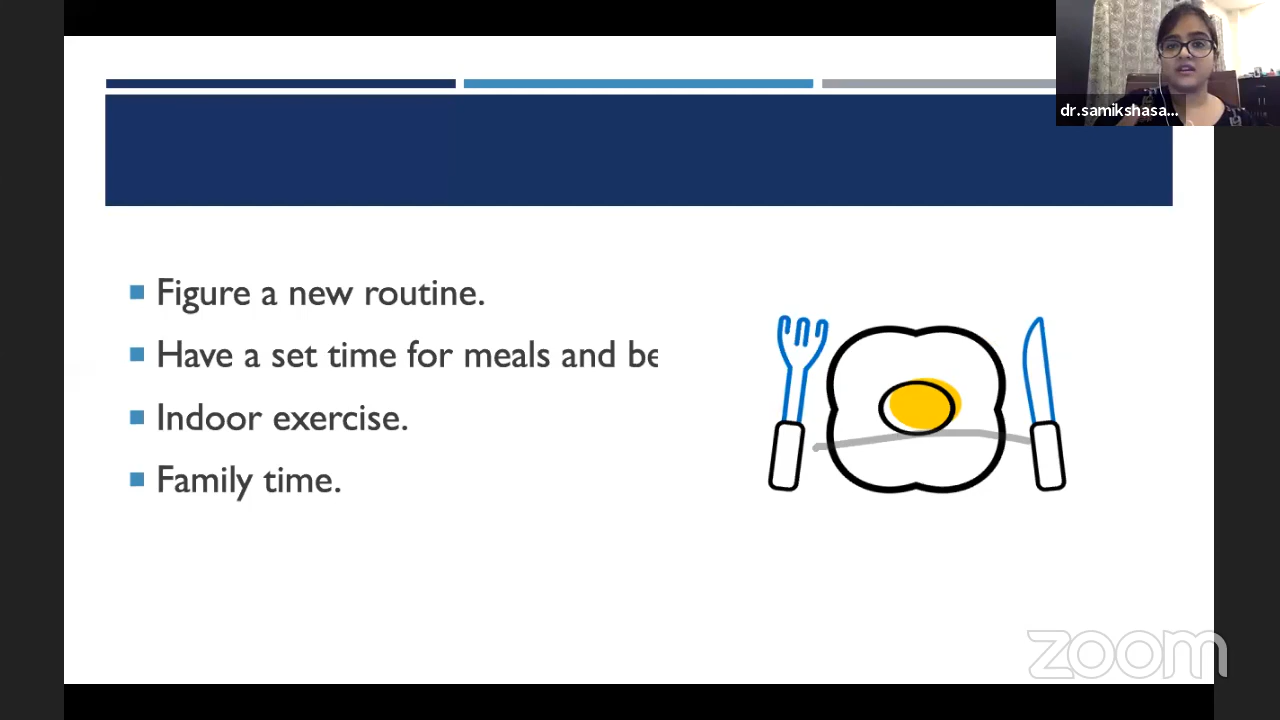 dr.samikshasa...
Figure a new routine.
Have a set time for meals and be
Indoor exercise.
Family time.
zoom